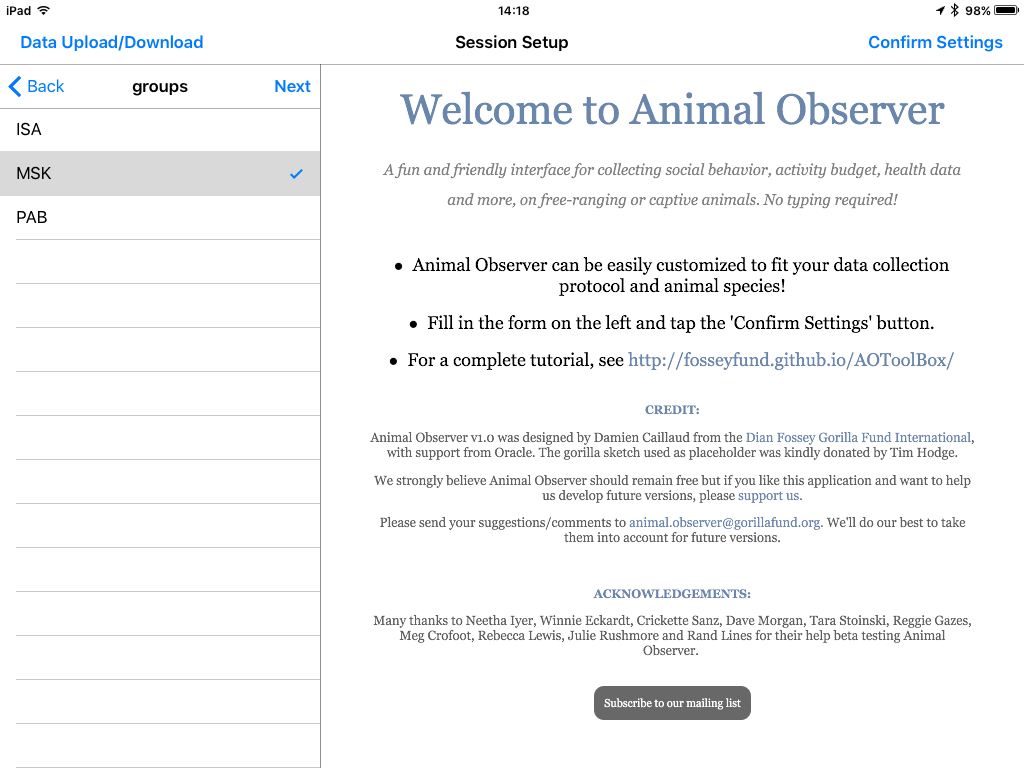 iPad 14:18 98%
Data Upload/Download Session Setup Confirm Settings
Back groups Next
ISA
MSK
PAB
Welcome to Animal Observer
A fun and friendly interface for collecting social behavior, activity budget, health data
and more, on free-ranging or captive animals. No typing required!
• Animal Observer can be easily customized to fit your data collection
protocol and animal species!
• Fill in the form on the left and tap the 'Confirm Settings' button.
• For a complete tutorial, see http://fosseyfund.github.io/AOToolBox/
CREDIT:
Animal Observer v1.0 was designed by Damien Caillaud from the Dian Fossey Gorilla Fund International,
with support from Oracle. The gorilla sketch used as placeholder was kindly donated by Tim Hodge.
We strongly believe Animal Observer should remain free but if you like this application and want to help
us develop future versions, please support us.
Please send your suggestions/comments to animal.observer@gorillafund.org. We'll do our best to take
them into account for future versions.
ACKNOWLEDGEMENTS:
Many thanks to Neetha Iyer, Winnie Eckardt, Crickette Sanz, Dave Morgan, Tara Stoinski, Reggie Gazes,
Meg Crofoot, Rebecca Lewis, Julie Rushmore and Rand Lines for their help beta testing Animal
Observer.
Subscribe to our mailing list